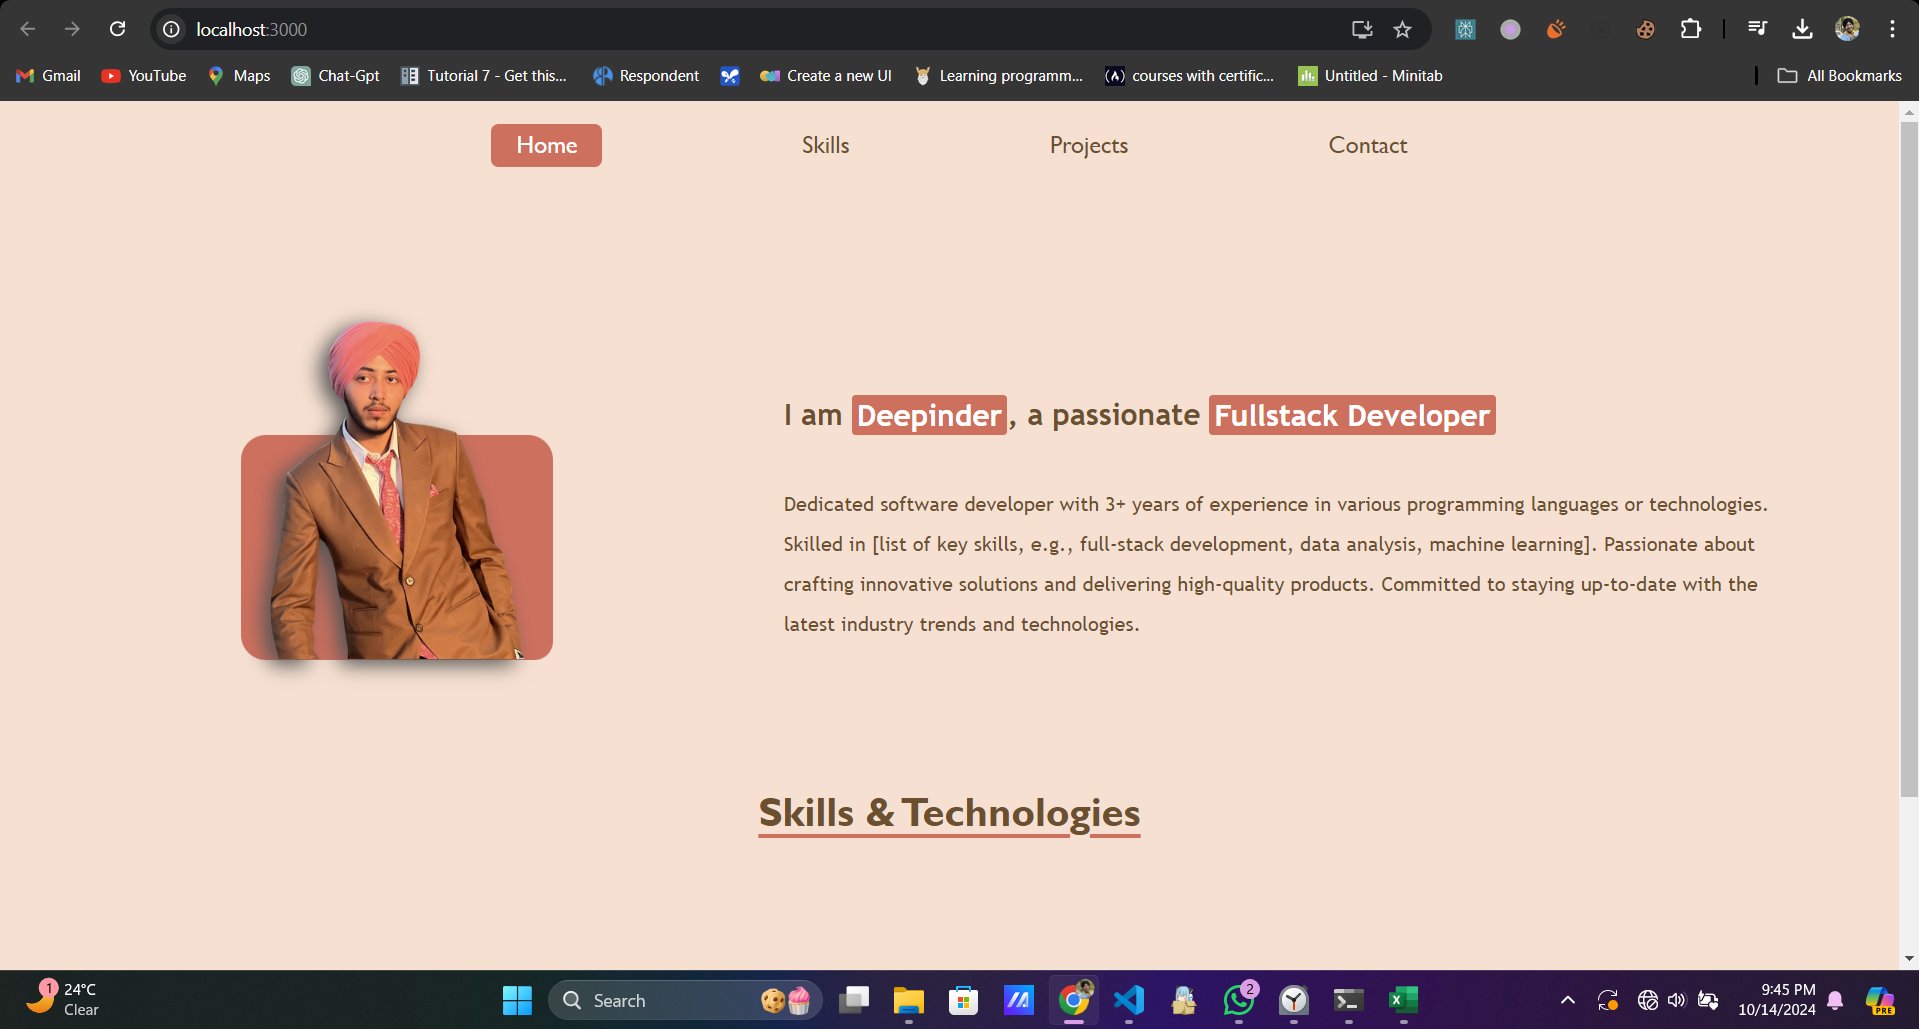 localhost:3000
Gmail YouTube Maps Chat-Gpt Tutorial 7 - Get this... Respondent Create a new UI Learning programm... courses with certific... Untitled - Minitab All Bookmarks
Home Skills Projects Contact
I am Deepinder, a passionate Fullstack Developer
Dedicated software developer with 3+ years of experience in various programming languages or technologies.
Skilled in [list of key skills, e.g., full-stack development, data analysis, machine learning]. Passionate about
crafting innovative solutions and delivering high-quality products. Committed to staying up-to-date with the
latest industry trends and technologies.
Skills & Technologies
1 24°C
Clear
Search
2
9:45 PM
10/14/2024
PRE